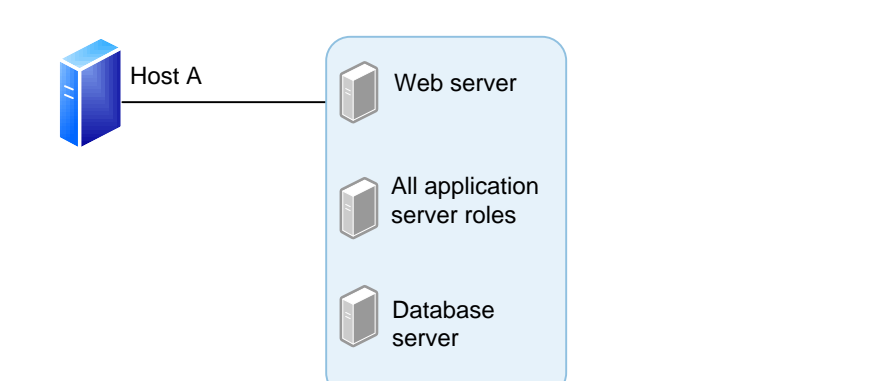 Host A
Web server
All application
server roles
Database
server